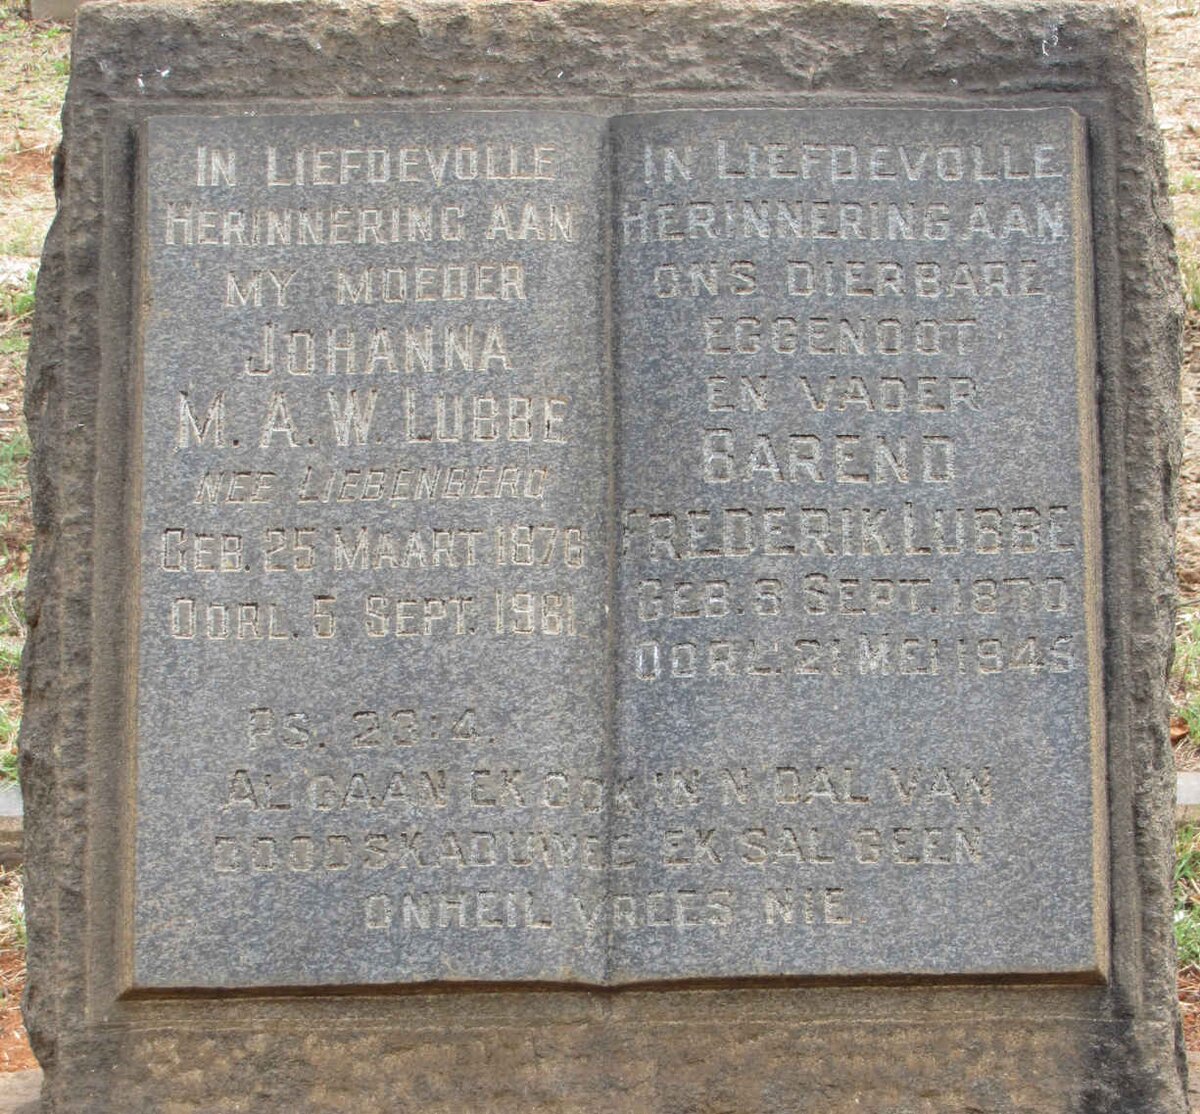 IN LIEFDEVOLLE
HERINNERING AAN
MY MOEDER
JOHANNA
M. A. W. LUBBE
NEE LIEBENBERG
GEB. 25 MAART 1876
OORL. 5 SEPT. 1961.
IN LIEFDEVOLLE
HERINNERING AAN
ONS DIERBARE
EGGENOOT
EN VADER
BAREND
FREDERIK LUBBE
GEB. 8 SEPT. 1870
OORL. 21 MEI 1945
PS. 23:4.
AL GAAN EK OOK IN 'N DAL VAN
DOODSKADUWEE EK SAL GEEN
ONHEIL VREES NIE.